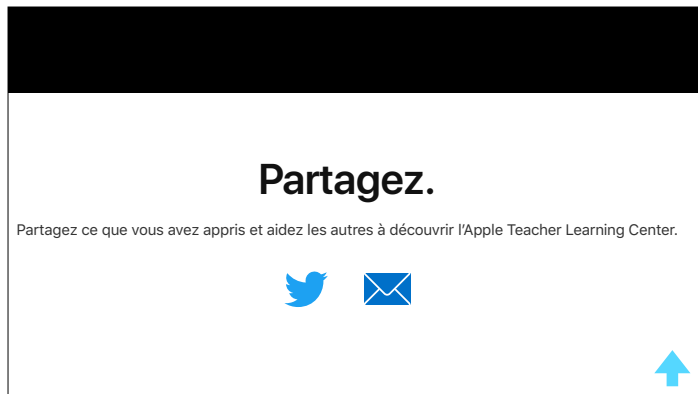 Partagez.
Partagez ce que vous avez appris et aidez les autres à découvrir l’Apple Teacher Learning Center.